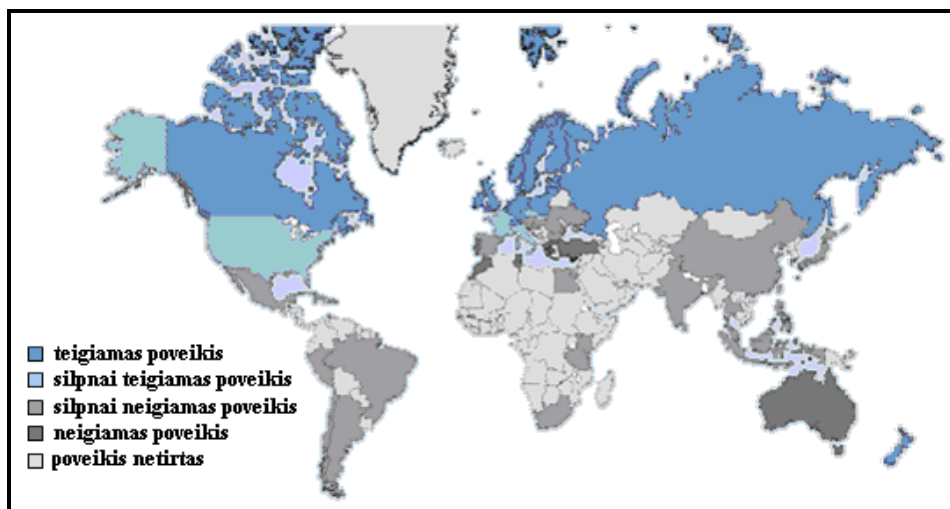 teigiamas poveikis
silpnai teigiamas poveikis
silpnai neigiamas poveikis
neigiamas poveikis
poveikis netirtas